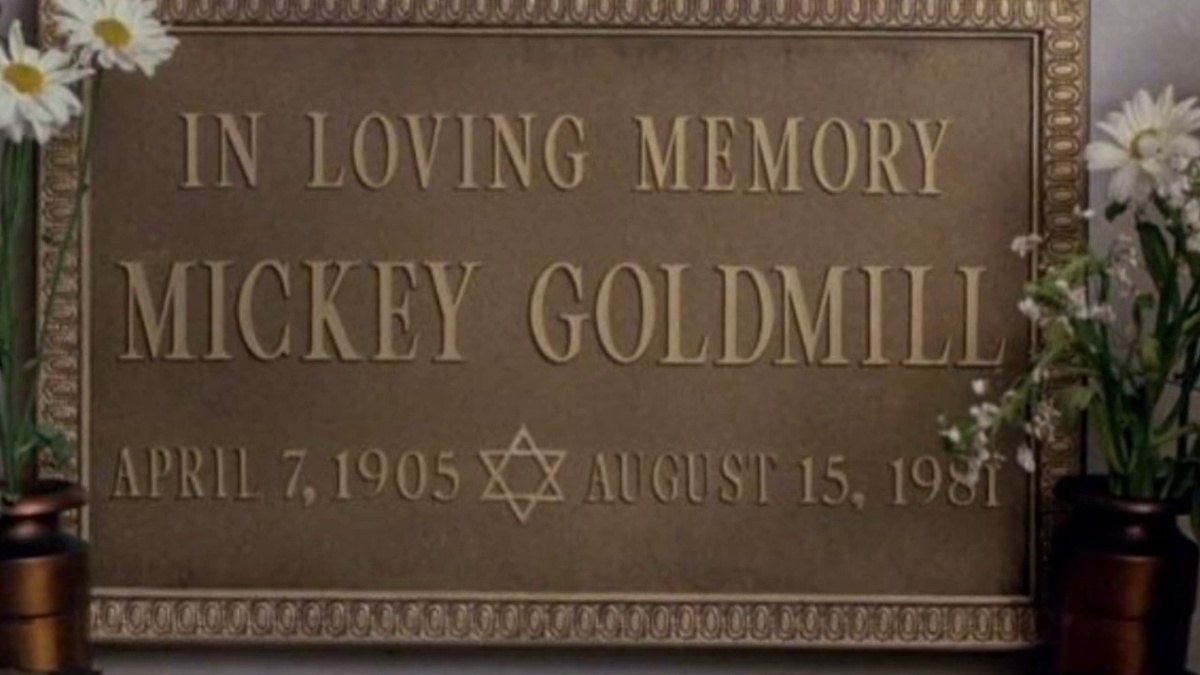 IN LOVING MEMORY
MICKEY GOLDMILL
APRIL 7, 1905 ✡ AUGUST 15, 1981